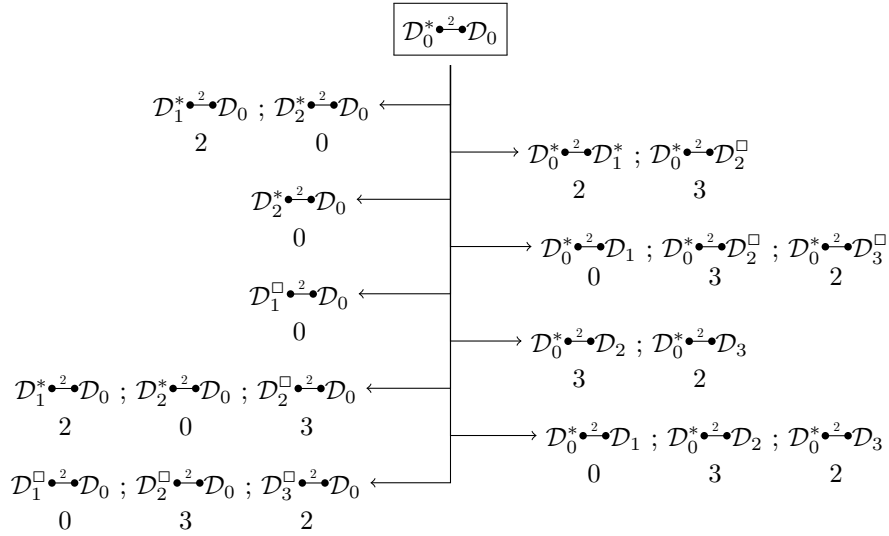 𝒟₀* •—²—• 𝒟₀
𝒟₁* •—²—• 𝒟₀ ; 𝒟₂* •—²—• 𝒟₀
2 0
𝒟₀* •—²—• 𝒟₁* ; 𝒟₀* •—²—• 𝒟₂^□
2 3
𝒟₂* •—²—• 𝒟₀
0
𝒟₀* •—²—• 𝒟₁ ; 𝒟₀* •—²—• 𝒟₂^□ ; 𝒟₀* •—²—• 𝒟₃^□
0 3 2
𝒟₁^□ •—²—• 𝒟₀
0
𝒟₀* •—²—• 𝒟₂ ; 𝒟₀* •—²—• 𝒟₃
3 2
𝒟₁* •—²—• 𝒟₀ ; 𝒟₂* •—²—• 𝒟₀ ; 𝒟₂^□ •—²—• 𝒟₀
2 0 3
𝒟₀* •—²—• 𝒟₁ ; 𝒟₀* •—²—• 𝒟₂ ; 𝒟₀* •—²—• 𝒟₃
0 3 2
𝒟₁^□ •—²—• 𝒟₀ ; 𝒟₂^□ •—²—• 𝒟₀ ; 𝒟₃^□ •—²—• 𝒟₀
0 3 2